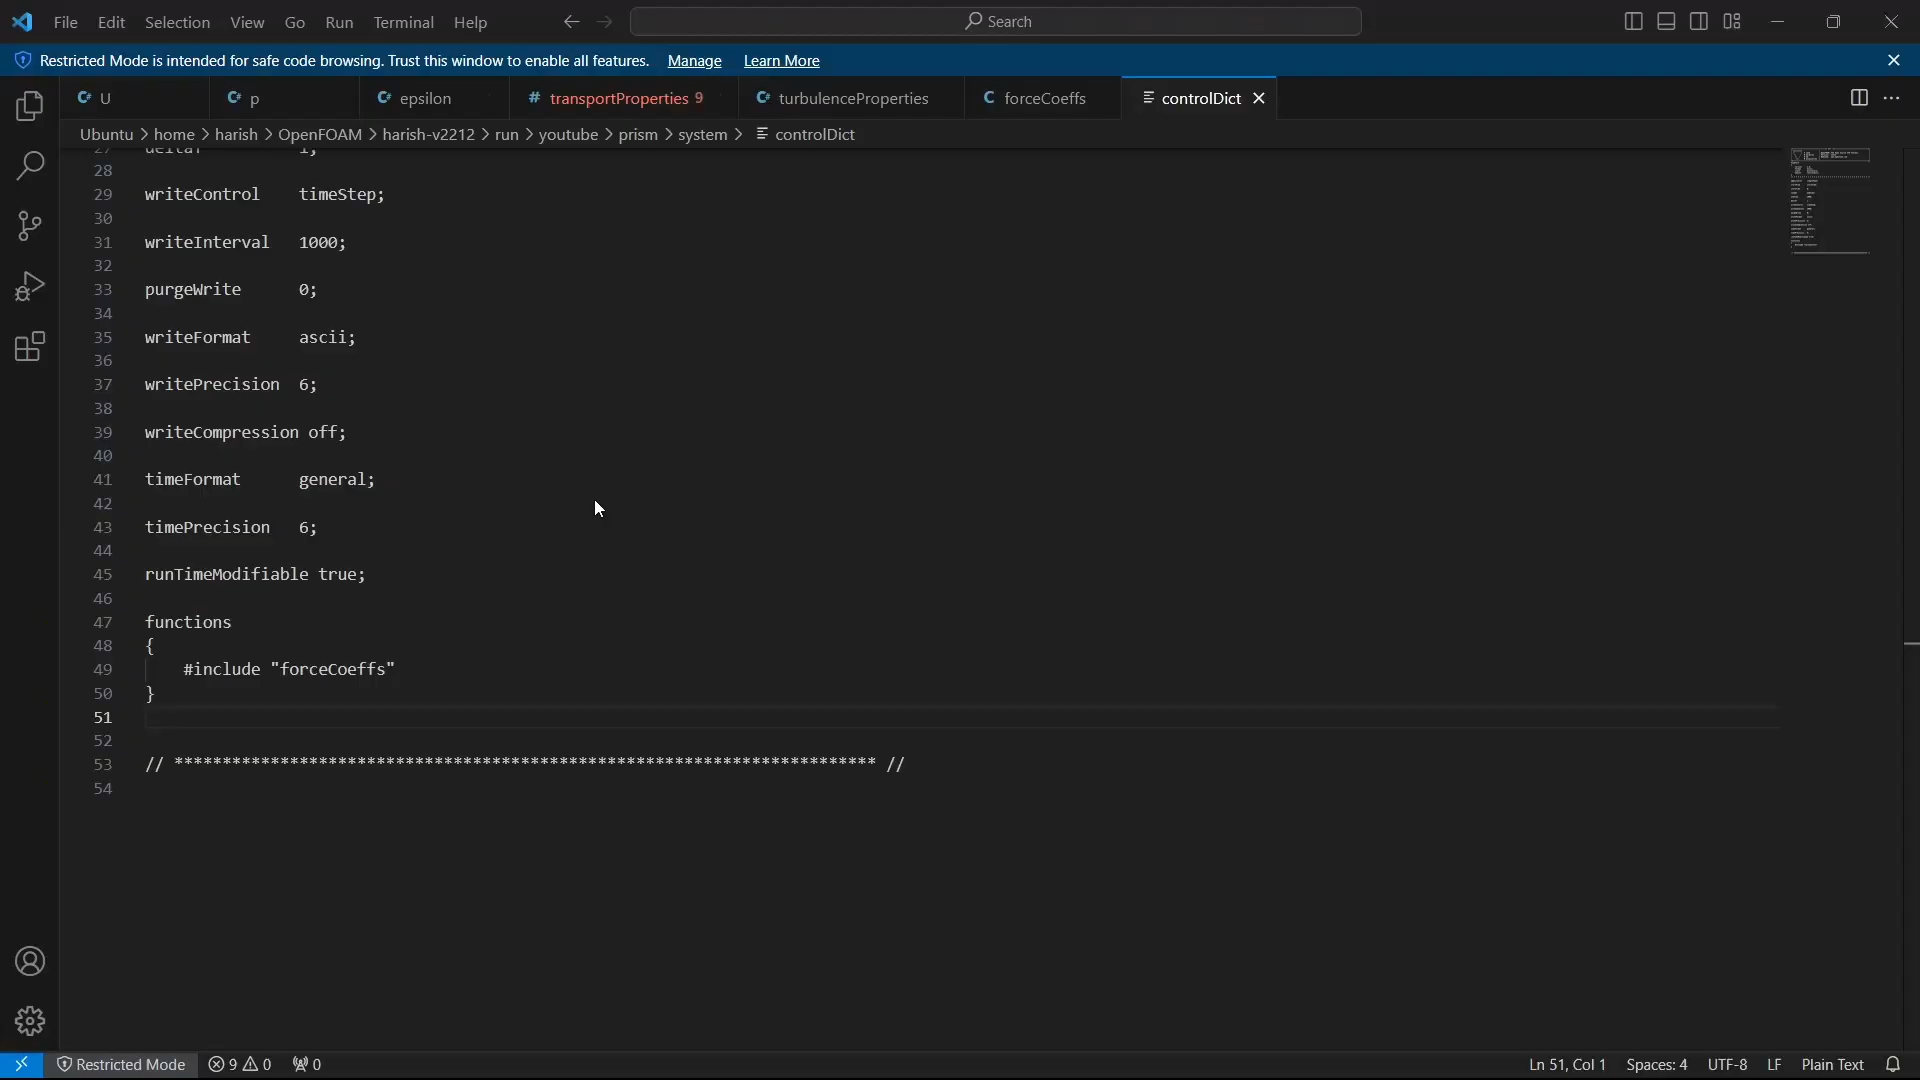 File Edit Selection View Go Run Terminal Help Search
Restricted Mode is intended for safe code browsing. Trust this window to enable all features. Manage Learn More
U p epsilon transportProperties 9 turbulenceProperties forceCoeffs controlDict
Ubuntu > home > harish > OpenFOAM > harish-v2212 > run > youtube > prism > system > controlDict
28
29 writeControl timeStep;
30
31 writeInterval 1000;
32
33 purgeWrite 0;
34
35 writeFormat ascii;
36
37 writePrecision 6;
38
39 writeCompression off;
40
41 timeFormat general;
42
43 timePrecision 6;
44
45 runTimeModifiable true;
46
47 functions
48 {
49 #include "forceCoeffs"
50 }
51
52
53 // ************************************************************************* //
54
Restricted Mode 9 0 0 Ln 51, Col 1 Spaces: 4 UTF-8 LF Plain Text